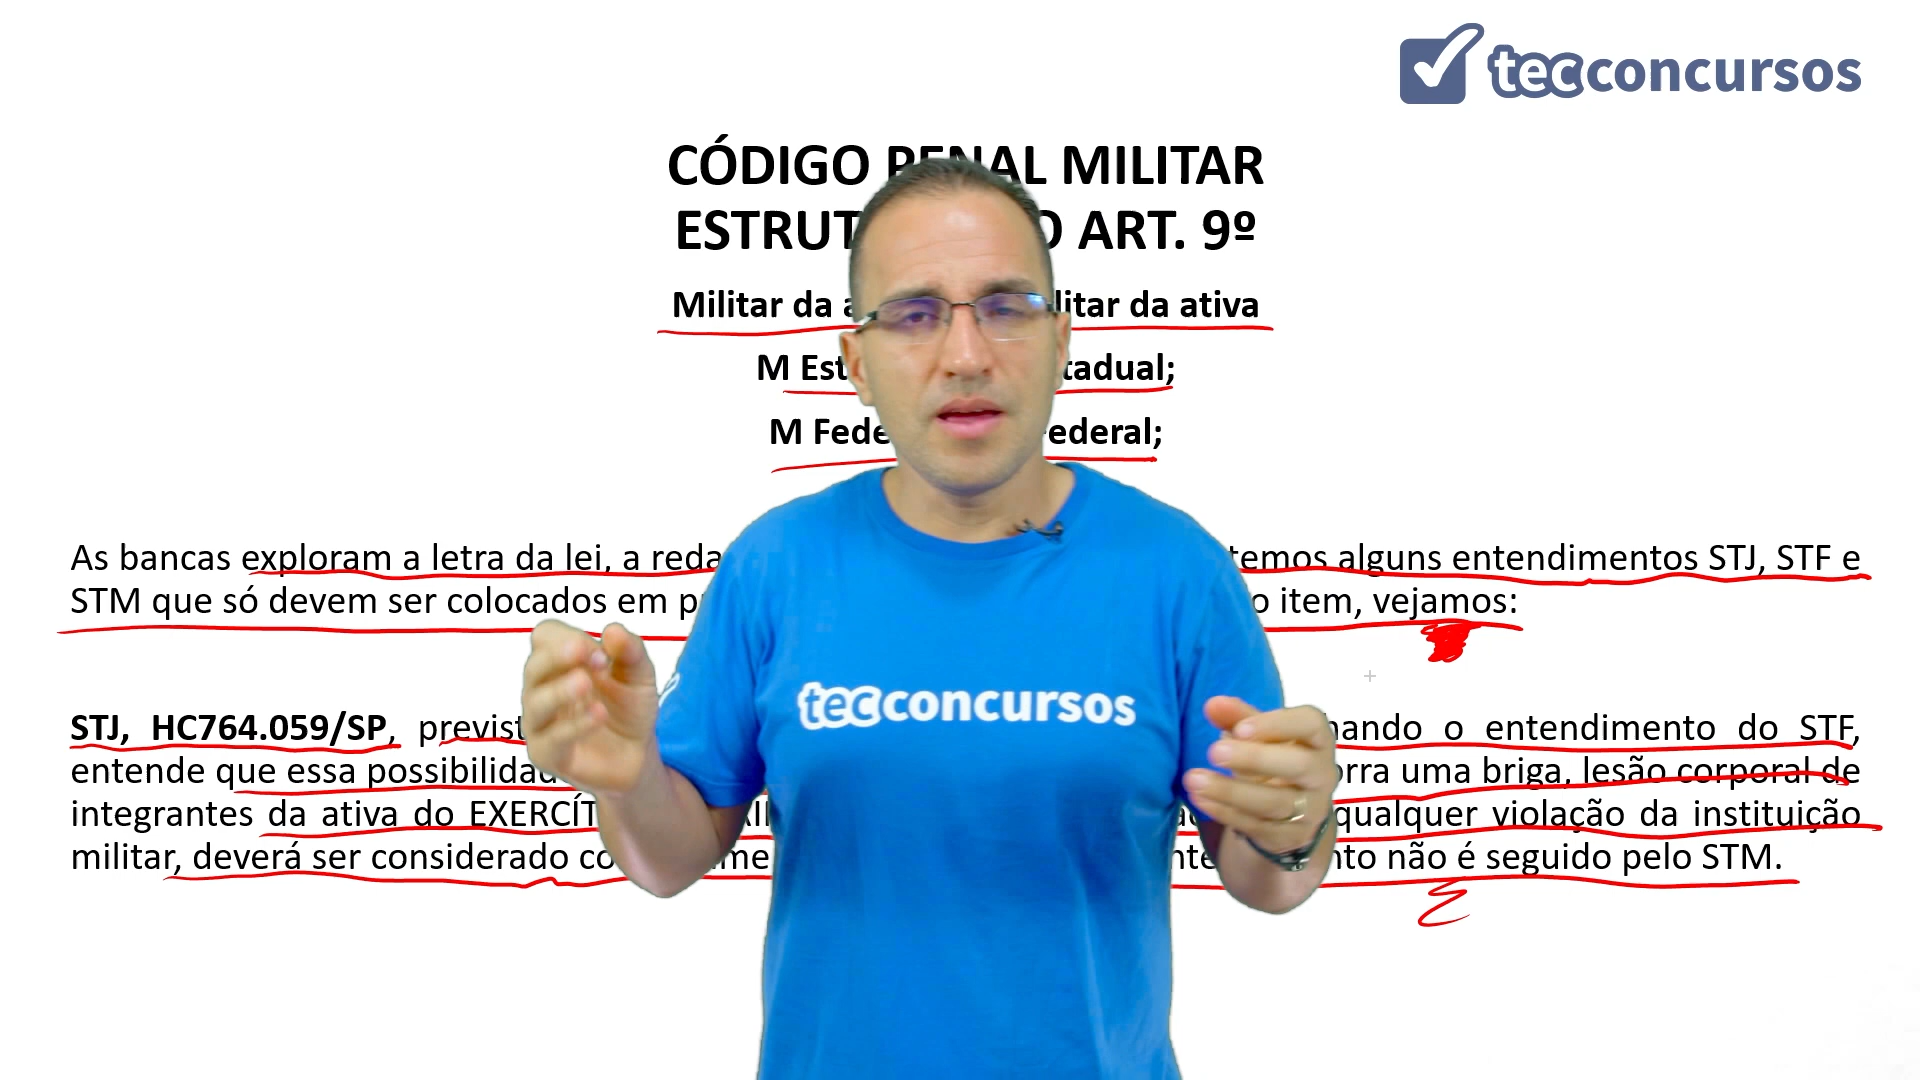 tecconcursos
CÓDIGO PENAL MILITAR
ESTRUT O ART. 9º
Militar da litar da ativa
M Est tadual;
M Fede ederal;
As bancas exploram a letra da lei, a reda temos alguns entendimentos STJ, STF e
STM que só devem ser colocados em p o item, vejamos:
STJ, HC764.059/SP, previst hando o entendimento do STF,
entende que essa possibilidad orra uma briga, lesão corporal de
integrantes da ativa do EXERCÍT qualquer violação da instituição
militar, deverá ser considerado co me nte nto não é seguido pelo STM.
tecconcursos